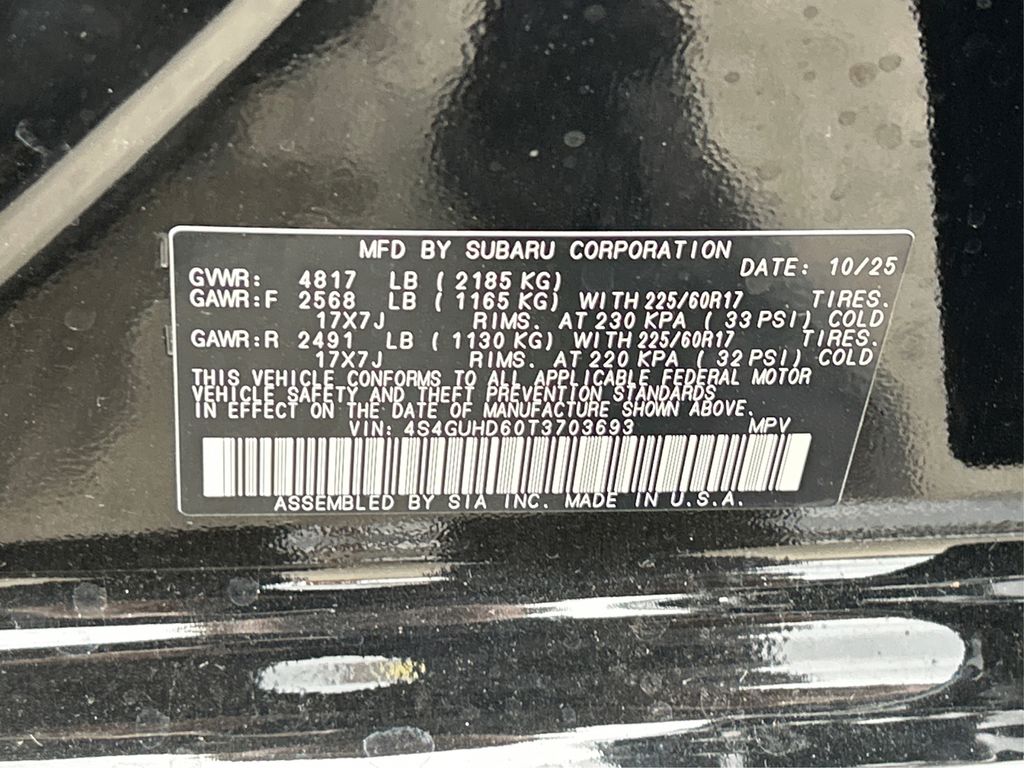 MFD BY SUBARU CORPORATION
DATE: 10/25
GVWR: 4817 LB ( 2185 KG)
GAWR:F 2568 LB ( 1165 KG) WITH 225/60R17 TIRES.
17X7J RIMS. AT 230 KPA ( 33 PSI) COLD
GAWR:R 2491 LB ( 1130 KG) WITH 225/60R17 TIRES.
17X7J RIMS. AT 220 KPA ( 32 PSI) COLD
THIS VEHICLE CONFORMS TO ALL APPLICABLE FEDERAL MOTOR
VEHICLE SAFETY AND THEFT PREVENTION STANDARDS
IN EFFECT ON THE DATE OF MANUFACTURE SHOWN ABOVE.
VIN: 4S4GUHD60T3703693 MPV
ASSEMBLED BY SIA INC. MADE IN U.S.A.